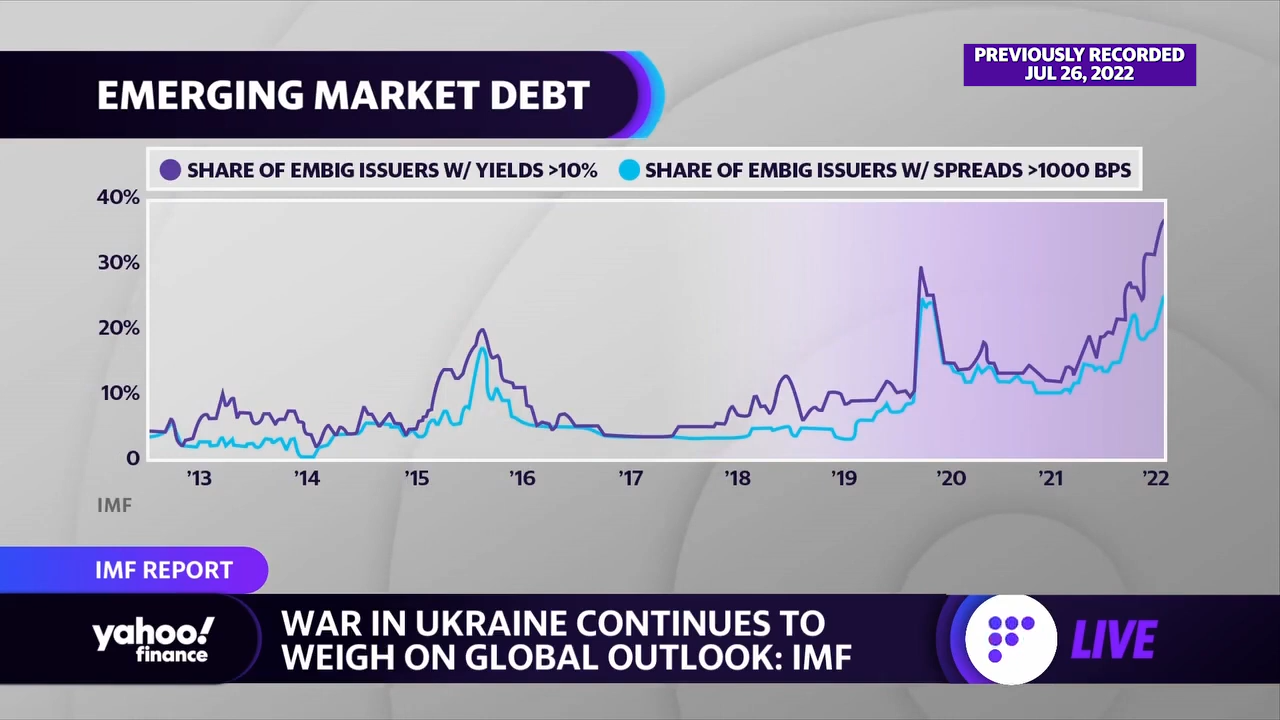 EMERGING MARKET DEBT
PREVIOUSLY RECORDED
JUL 26, 2022
SHARE OF EMBIG ISSUERS W/ YIELDS >10%
SHARE OF EMBIG ISSUERS W/ SPREADS >1000 BPS
40%
30%
20%
10%
0
’13 ’14 ’15 ’16 ’17 ’18 ’19 ’20 ’21 ’22
IMF
IMF REPORT
yahoo!
finance
WAR IN UKRAINE CONTINUES TO
WEIGH ON GLOBAL OUTLOOK: IMF
LIVE